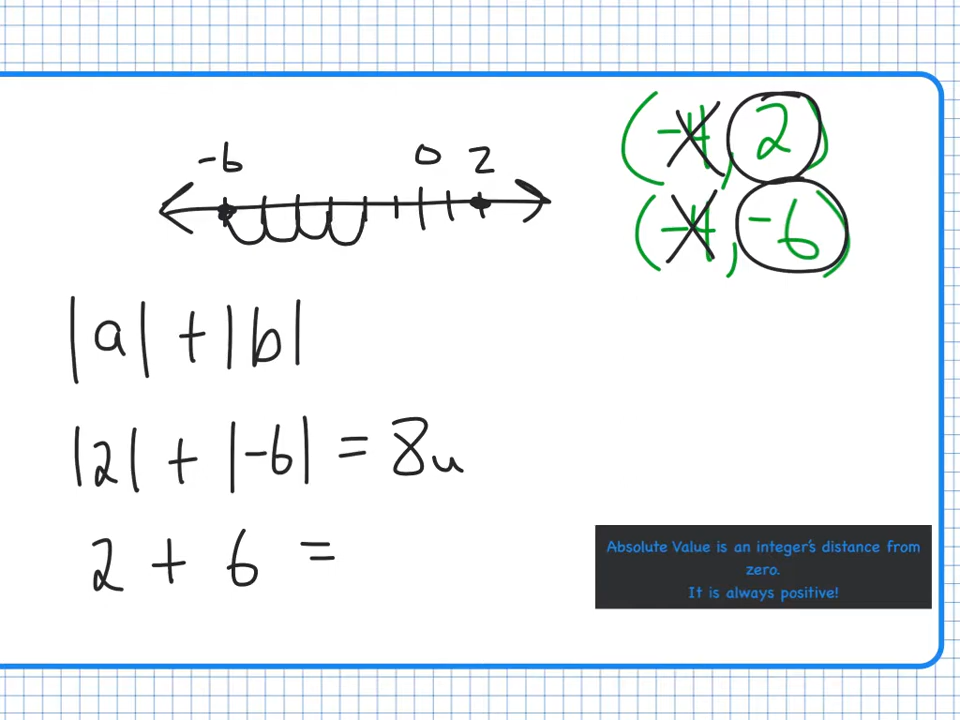 -6 0 2
(-4, 2)
(-4, -6)
|a| + |b|
|2| + |-6| = 8u
2 + 6 =
Absolute Value is an integer's distance from
zero.
It is always positive!